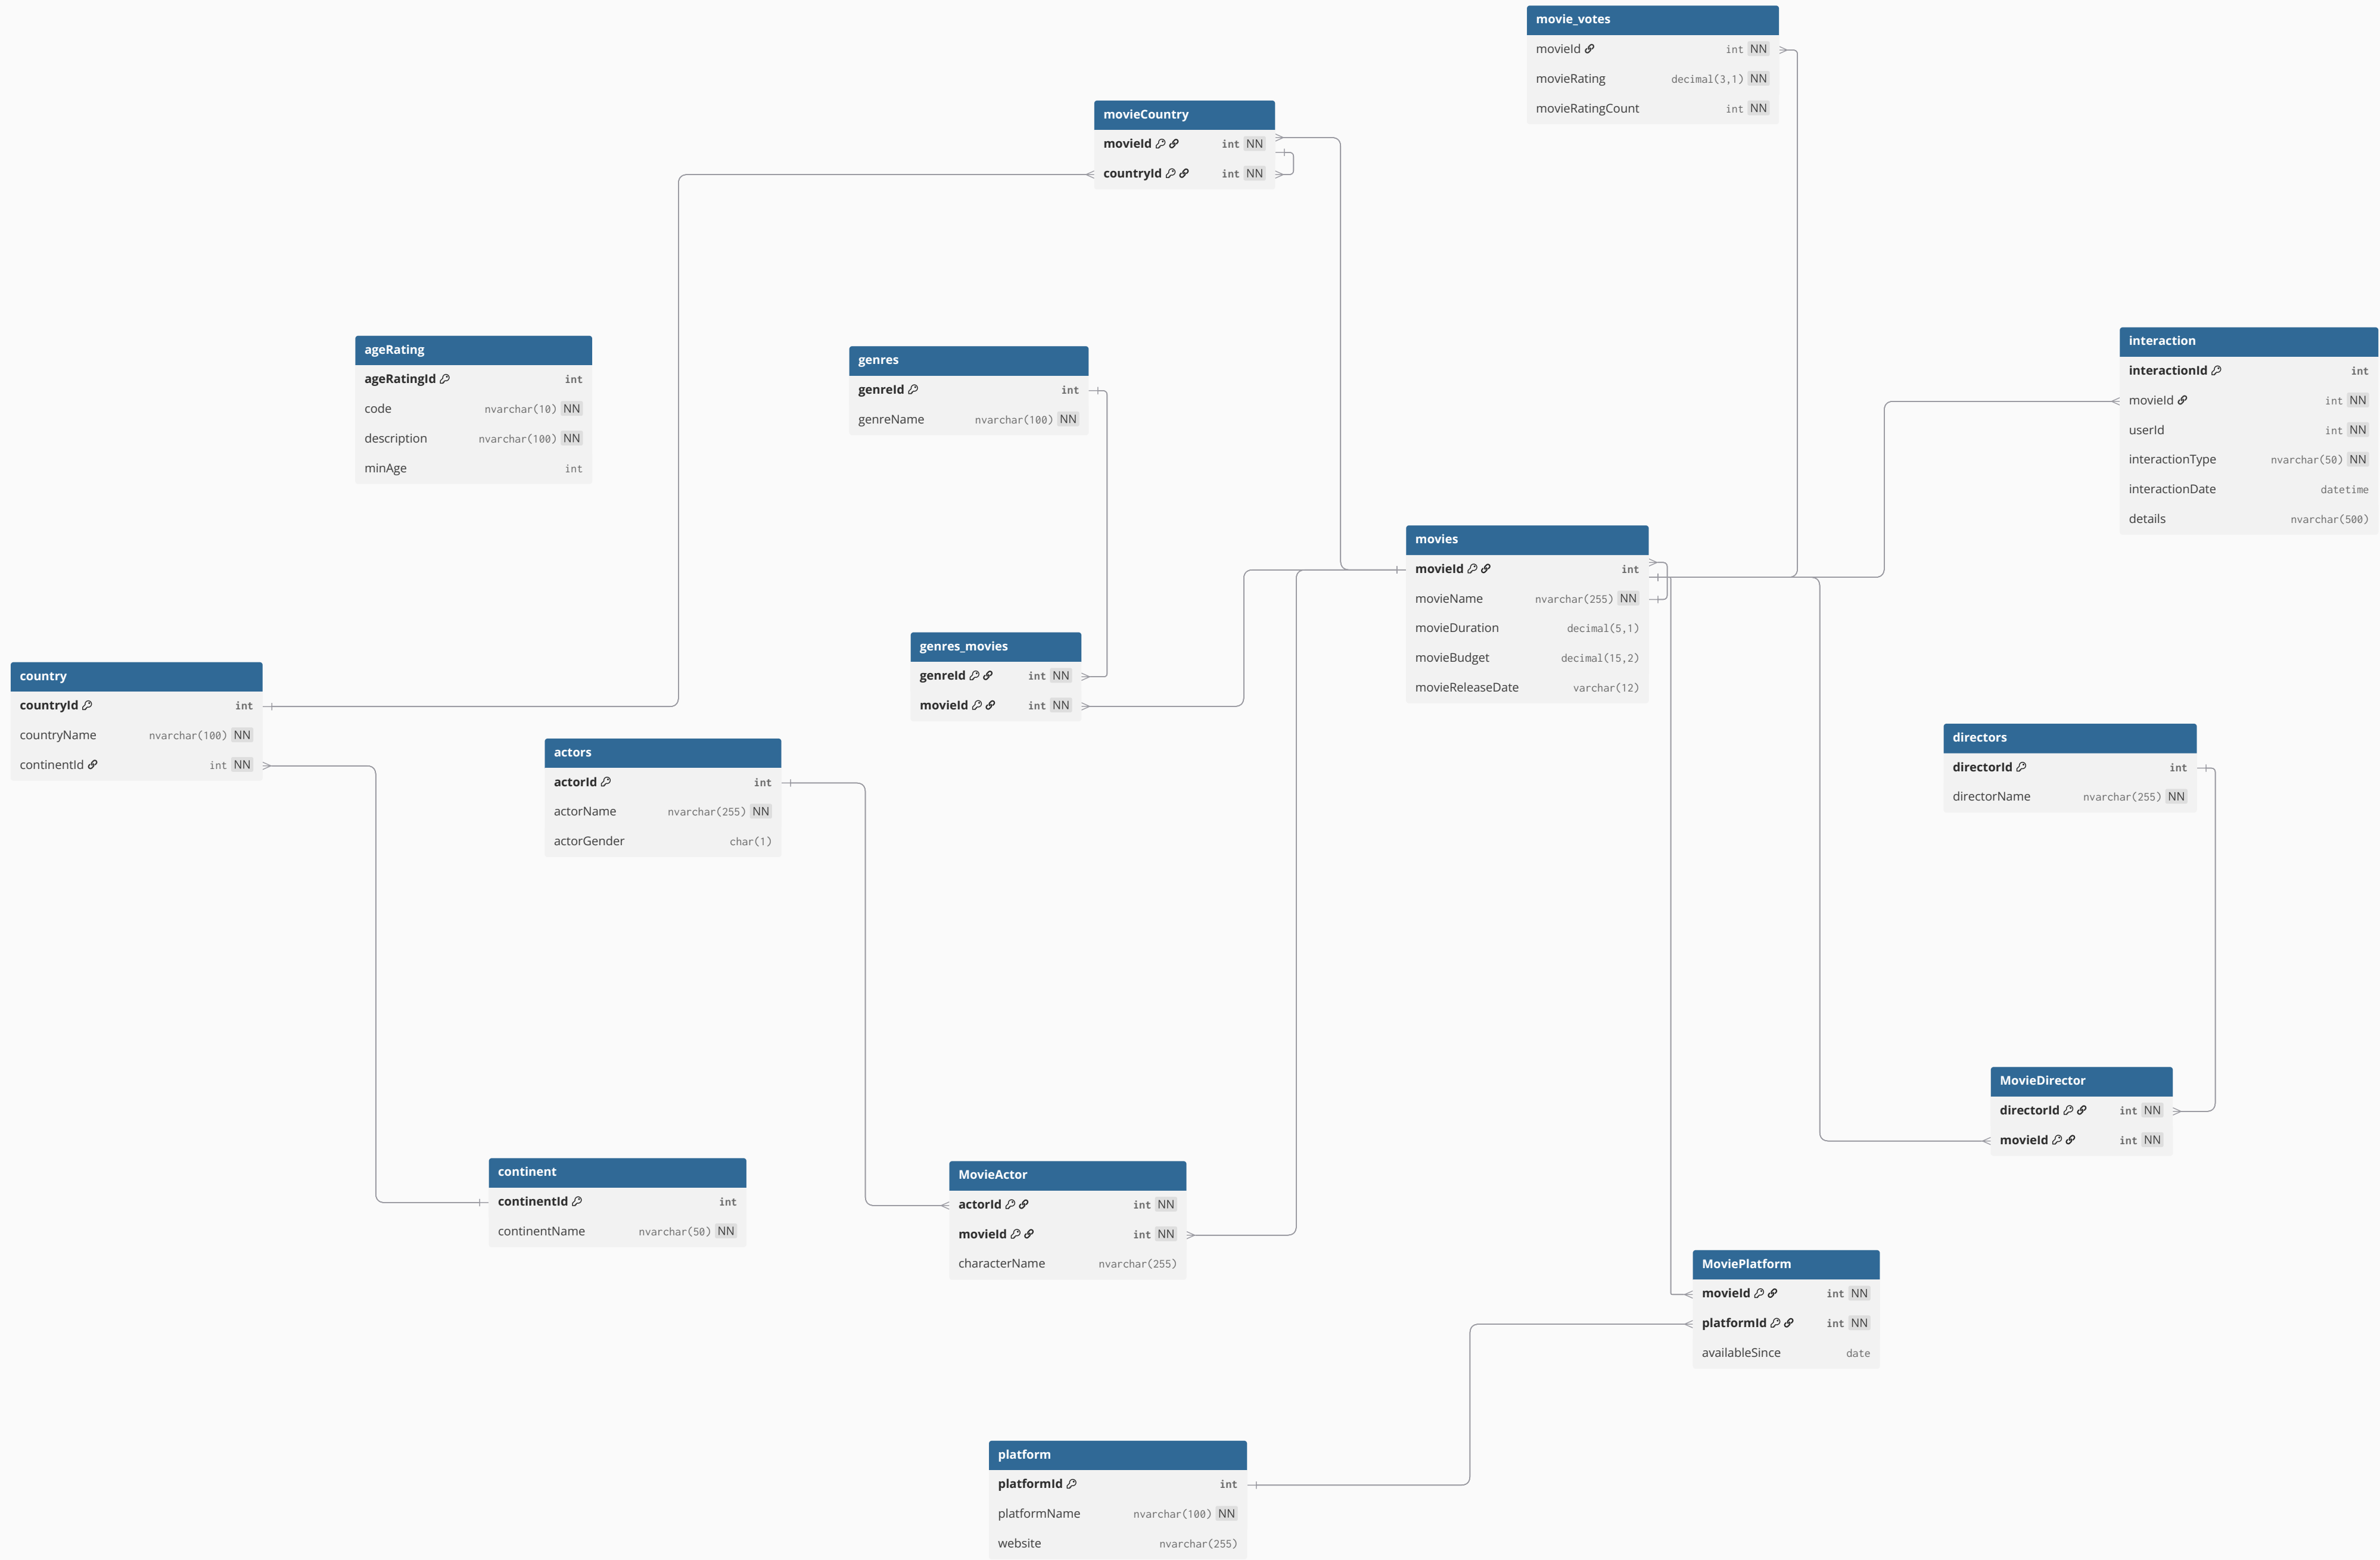 movie_votes
movieId int NN
movieRating decimal(3,1) NN
movieRatingCount int NN
movieCountry
movieId int NN
countryId int NN
ageRating
ageRatingId int
code nvarchar(10) NN
description nvarchar(100) NN
minAge int
genres
genreId int
genreName nvarchar(100) NN
interaction
interactionId int
movieId int NN
userId int NN
interactionType nvarchar(50) NN
interactionDate datetime
details nvarchar(500)
movies
movieId int
movieName nvarchar(255) NN
movieDuration decimal(5,1)
movieBudget decimal(15,2)
movieReleaseDate varchar(12)
genres_movies
genreId int NN
movieId int NN
country
countryId int
countryName nvarchar(100) NN
continentId int NN
actors
actorId int
actorName nvarchar(255) NN
actorGender char(1)
directors
directorId int
directorName nvarchar(255) NN
MovieDirector
directorId int NN
movieId int NN
continent
continentId int
continentName nvarchar(50) NN
MovieActor
actorId int NN
movieId int NN
characterName nvarchar(255)
MoviePlatform
movieId int NN
platformId int NN
availableSince date
platform
platformId int
platformName nvarchar(100) NN
website nvarchar(255)